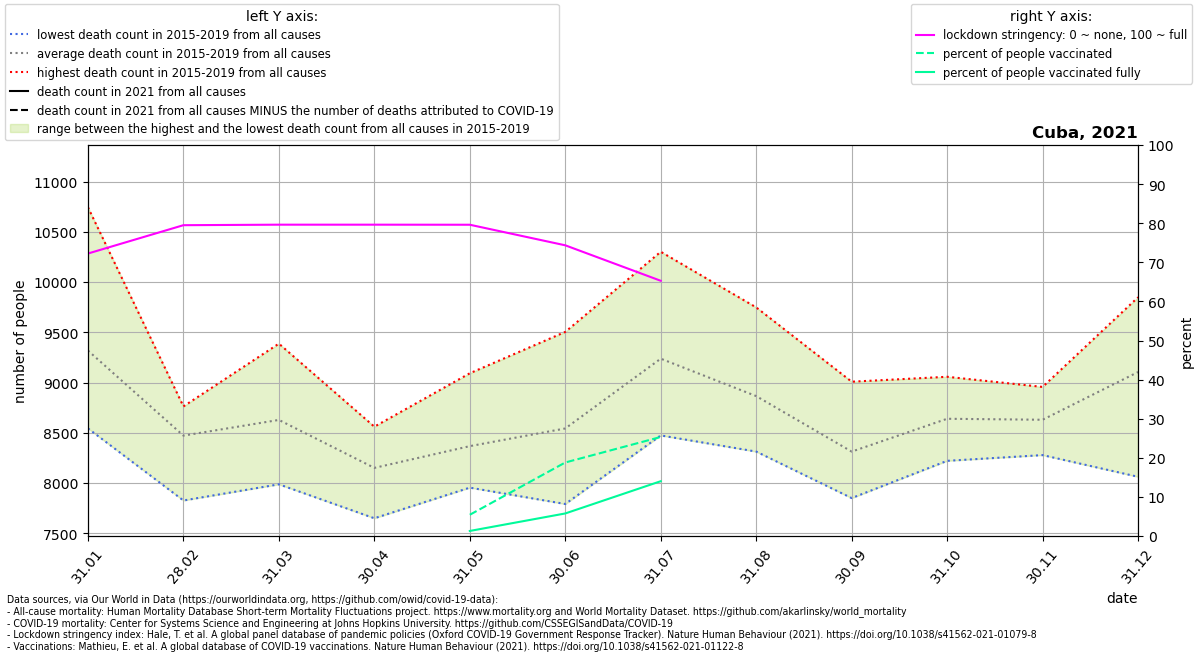 left Y axis:
lowest death count in 2015-2019 from all causes
average death count in 2015-2019 from all causes
highest death count in 2015-2019 from all causes
death count in 2021 from all causes
death count in 2021 from all causes MINUS the number of deaths attributed to COVID-19
range between the highest and the lowest death count from all causes in 2015-2019
right Y axis:
lockdown stringency: 0 ~ none, 100 ~ full
percent of people vaccinated
percent of people vaccinated fully
Cuba, 2021
number of people
11000
10500
10000
9500
9000
8500
8000
7500
100
90
80
70
60
50
40
30
20
10
0
percent
31.01
28.02
31.03
30.04
31.05
30.06
31.07
31.08
30.09
31.10
30.11
31.12
date
Data sources, via Our World in Data (https://ourworldindata.org, https://github.com/owid/covid-19-data):
- All-cause mortality: Human Mortality Database Short-term Mortality Fluctuations project. https://www.mortality.org and World Mortality Dataset. https://github.com/akarlinsky/world_mortality
- COVID-19 mortality: Center for Systems Science and Engineering at Johns Hopkins University. https://github.com/CSSEGISandData/COVID-19
- Lockdown stringency index: Hale, T. et al. A global panel database of pandemic policies (Oxford COVID-19 Government Response Tracker). Nature Human Behaviour (2021). https://doi.org/10.1038/s41562-021-01079-8
- Vaccinations: Mathieu, E. et al. A global database of COVID-19 vaccinations. Nature Human Behaviour (2021). https://doi.org/10.1038/s41562-021-01122-8